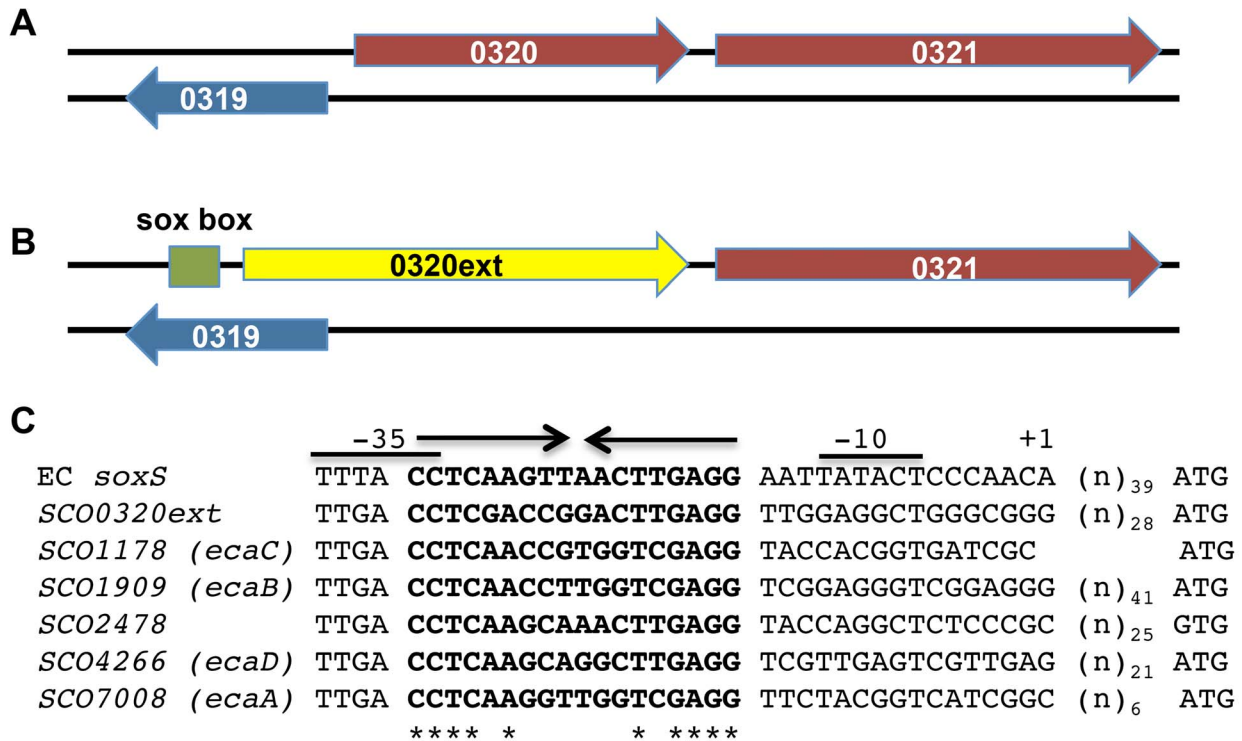 A
0320 0321
0319
sox box
B
0320ext 0321
0319
C
-35 -10 +1
EC soxS TTTA CCTCAAGTTAACTTGAGG AATTATACTCCCAACA (n)39 ATG
SCO0320ext TTGA CCTCGACCGGACTTGAGG TTGGAGGCTGGGCGGG (n)28 ATG
SCO1178 (ecaC) TTGA CCTCAACCGTGGTCGAGG TACCACGGTGATCGC ATG
SCO1909 (ecaB) TTGA CCTCAACCTTGGTCGAGG TCGGAGGGTCGGAGGG (n)41 ATG
SCO2478 TTGA CCTCAAGCAAACTTGAGG TACCAGGCTCTCCCGC (n)25 GTG
SCO4266 (ecaD) TTGA CCTCAAGCAGGCTTGAGG TCGTTGAGTCGTTGAG (n)21 ATG
SCO7008 (ecaA) TTGA CCTCAAGGTTGGTCGAGG TTCTACGGTCATCGGC (n)6 ATG
**** * * ****